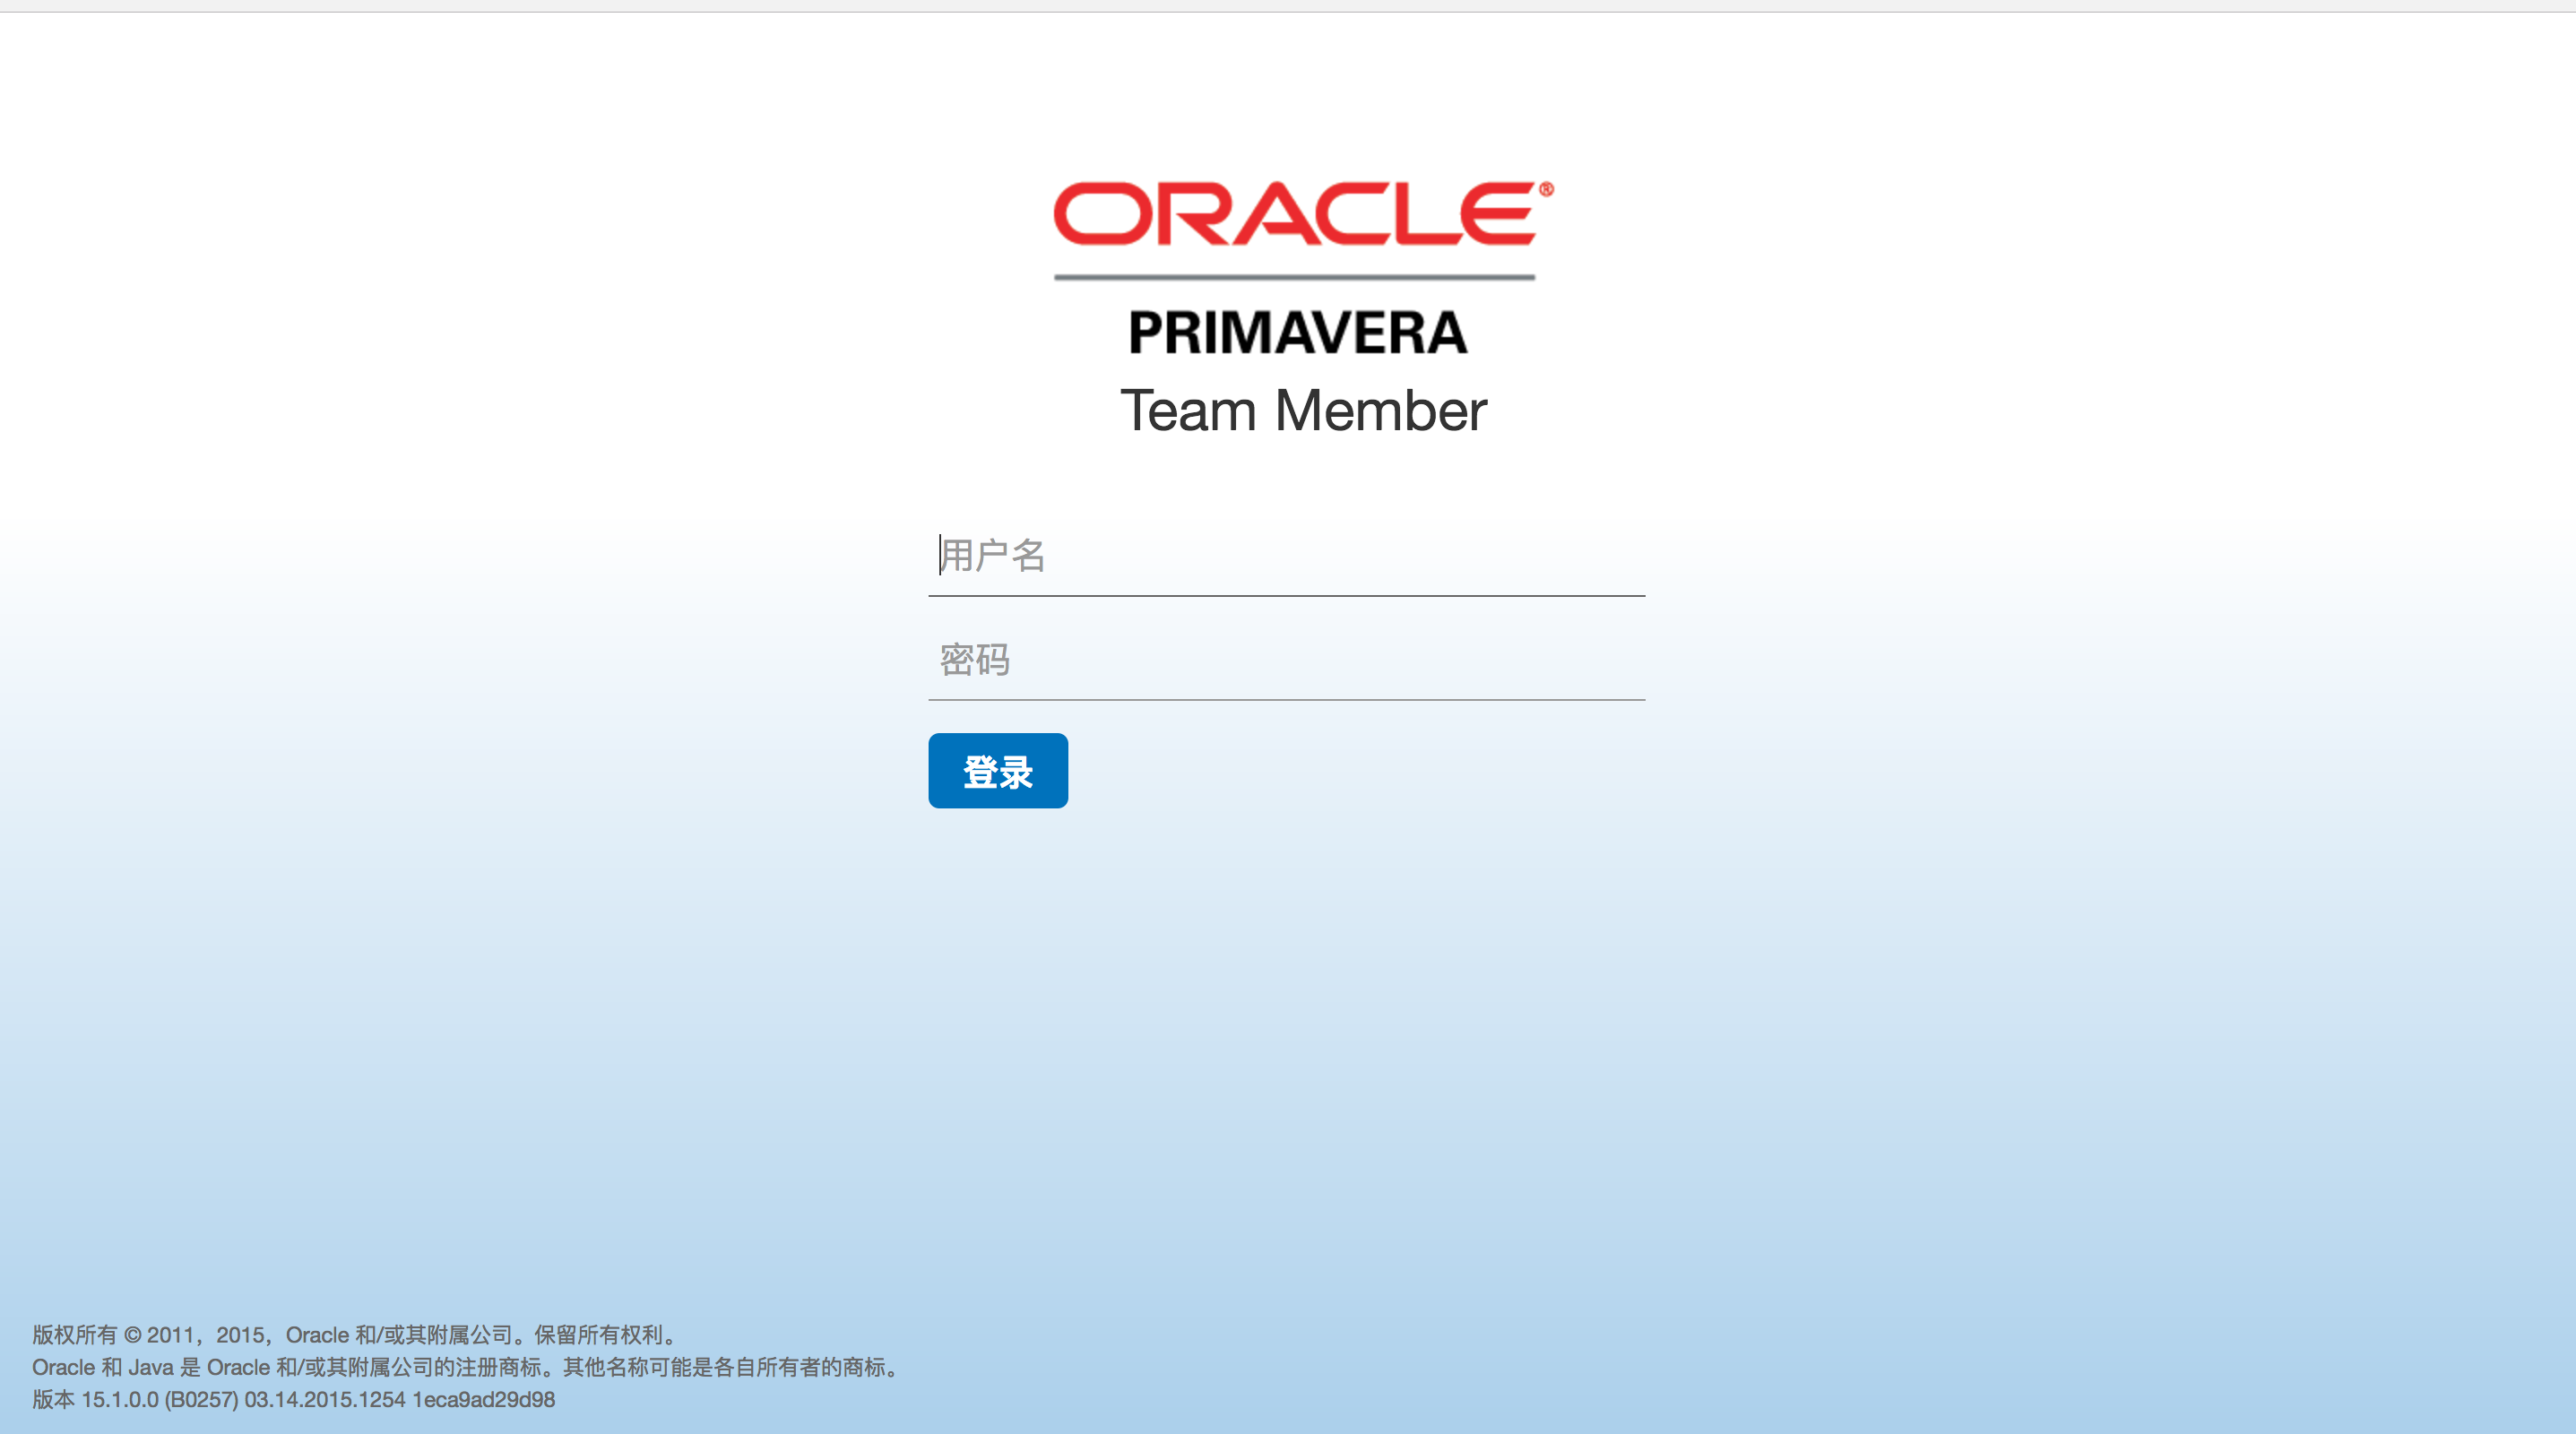 ORACLE®
PRIMAVERA
Team Member
用户名
密码
登录
版权所有 © 2011，2015，Oracle 和/或其附属公司。保留所有权利。
Oracle 和 Java 是 Oracle 和/或其附属公司的注册商标。其他名称可能是各自所有者的商标。
版本 15.1.0.0 (B0257) 03.14.2015.1254 1eca9ad29d98